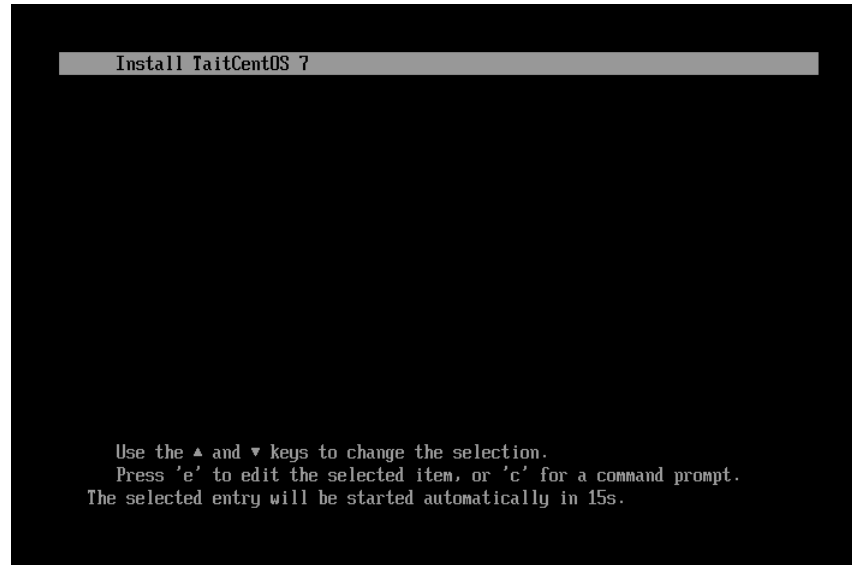 Install TaitCentOS 7
Use the ▲ and ▼ keys to change the selection.
Press 'e' to edit the selected item, or 'c' for a command prompt.
The selected entry will be started automatically in 15s.